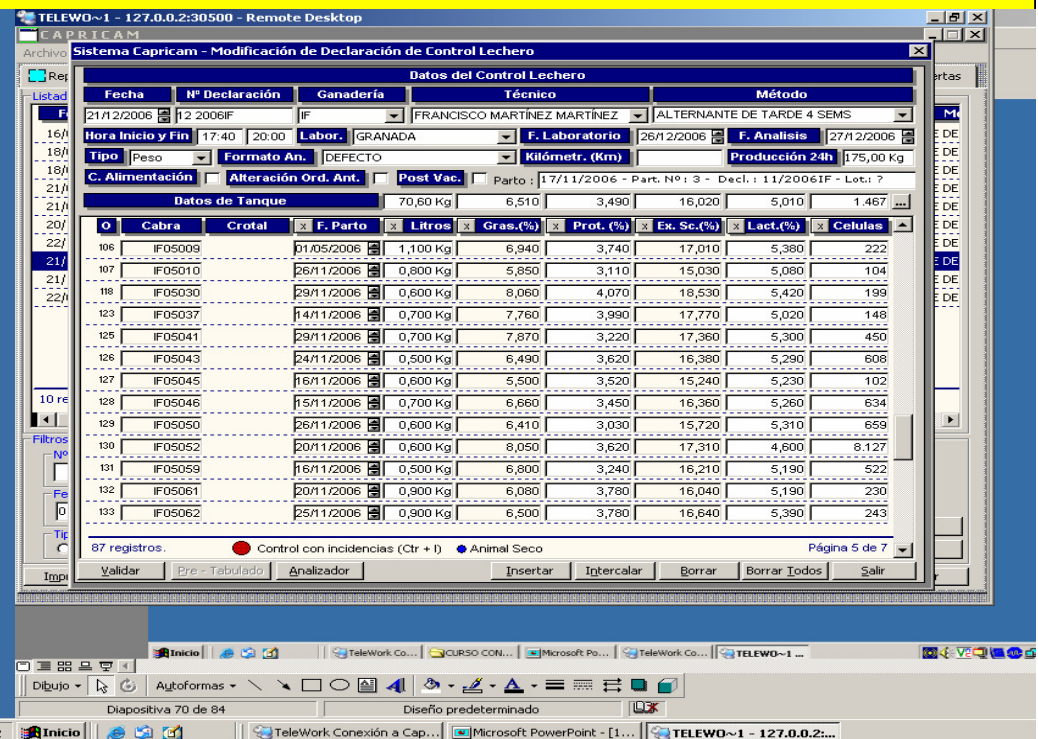 TELEWO~1 - 127.0.0.2:30500 - Remote Desktop
CAPRICAM
Archivo
Sistema Capricam - Modificación de Declaración de Control Lechero
Rep
ertas
Listad
Datos del Control Lechero
Fecha Nº Declaración Ganadería Técnico Método
21/12/2006 12 2006IF IF FRANCISCO MARTÍNEZ MARTÍNEZ ALTERNANTE DE TARDE 4 SEMS
Hora Inicio y Fin 17:40 20:00 Labor. GRANADA F. Laboratorio 26/12/2006 F. Analisis 27/12/2006
Tipo Peso Formato An. DEFECTO Kilómetr. (Km) Producción 24h 175,00 Kg
C. Alimentación Alteración Ord. Ant. Post Vac. Parto : 17/11/2006 - Part. Nº : 3 - Decl. : 11/2006IF - Lot.: ?
Datos de Tanque 70,60 Kg 6,510 3,490 16,020 5,010 1.467 ...
O Cabra Crotal x F. Parto x Litros x Gras.(%) x Prot. (%) x Ex. Sc.(%) x Lact.(%) x Celulas
106 IF05009 01/05/2006 1,100 Kg 6,940 3,740 17,010 5,380 222
107 IF05010 26/11/2006 0,800 Kg 5,850 3,110 15,030 5,080 104
118 IF05030 29/11/2006 0,600 Kg 8,060 4,070 18,530 5,420 199
123 IF05037 14/11/2006 0,700 Kg 7,760 3,990 17,770 5,020 148
125 IF05041 29/11/2006 0,700 Kg 7,870 3,220 17,360 5,300 450
126 IF05043 24/11/2006 0,500 Kg 6,490 3,620 16,380 5,290 608
127 IF05045 16/11/2006 0,600 Kg 5,500 3,520 15,240 5,230 102
128 IF05046 15/11/2006 0,700 Kg 6,660 3,450 16,360 5,260 634
129 IF05050 26/11/2006 0,600 Kg 6,410 3,030 15,720 5,310 659
130 IF05052 20/11/2006 0,600 Kg 8,050 3,620 17,310 4,600 8.127
131 IF05059 16/11/2006 0,500 Kg 6,800 3,240 16,210 5,190 522
132 IF05061 20/11/2006 0,900 Kg 6,080 3,780 16,040 5,190 230
133 IF05062 25/11/2006 0,900 Kg 6,500 3,780 16,640 5,390 243
10 re
Filtros
Nº
Fe
Tip
87 registros. Control con incidencias (Ctr + I) Animal Seco Página 5 de 7
Impr Validar Pre - Tabulado Analizador Insertar Intercalar Borrar Borrar Todos Salir
Inicio TeleWork Co... CURSO CON... Microsoft Po... TeleWork Co... TELEWO~1 ...
Dibujo Autoformas
Diapositiva 70 de 84 Diseño predeterminado
Inicio TeleWork Conexión a Cap... Microsoft PowerPoint - [1... TELEWO~1 - 127.0.0.2:...